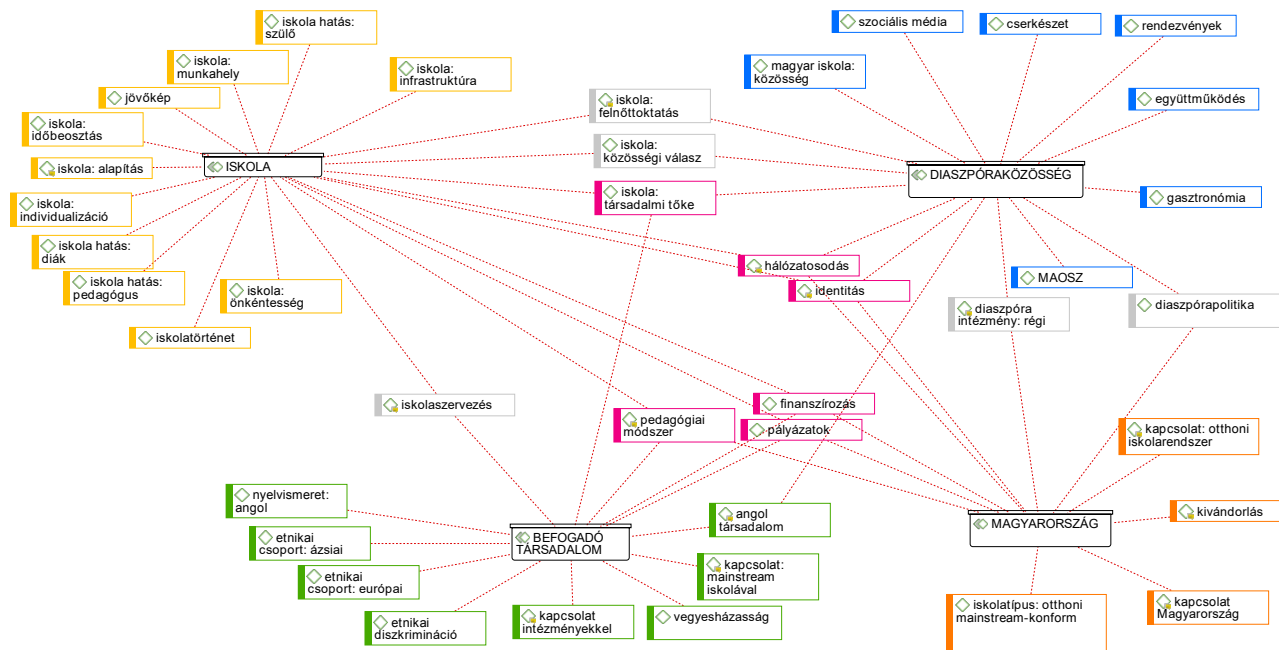 iskola hatás:
szülő
szociális média
cserkészet
rendezvények
iskola:
munkahely
iskola:
infrastruktúra
magyar iskola:
közösség
jövőkép
iskola:
felnőttoktatás
együttműködés
iskola:
időbeosztás
iskola:
közösségi válasz
iskola: alapítás
ISKOLA
DIASZPÓRAKÖZÖSSÉG
iskola:
individualizáció
iskola:
társadalmi tőke
gasztronómia
iskola hatás:
diák
hálózatosodás
iskola hatás:
pedagógus
iskola:
önkéntesség
identitás
MAOSZ
diaszpóra
intézmény: régi
diaszpórapolitika
iskolatörténet
iskolaszervezés
finanszírozás
pedagógiai
módszer
pályázatok
kapcsolat: otthoni
iskolarendszer
nyelvismeret:
angol
angol
társadalom
kivándorlás
etnikai
csoport: ázsiai
BEFOGADÓ
TÁRSADALOM
MAGYARORSZÁG
etnikai
csoport: európai
kapcsolat:
mainstream
iskolával
etnikai
diszkrimináció
kapcsolat
intézményekkel
vegyesházasság
iskolatípus: otthoni
mainstream-konform
kapcsolat
Magyarország